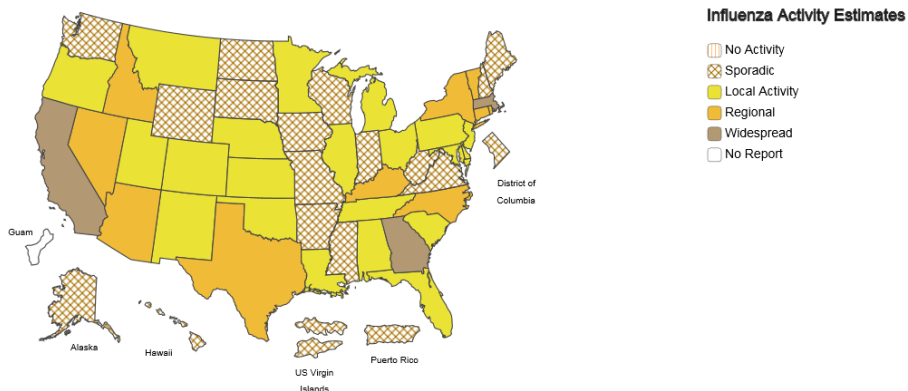 Influenza Activity Estimates
No Activity
Sporadic
Local Activity
Regional
Widespread
No Report
District of
Columbia
Guam
Alaska
Hawaii
US Virgin
Islands
Puerto Rico